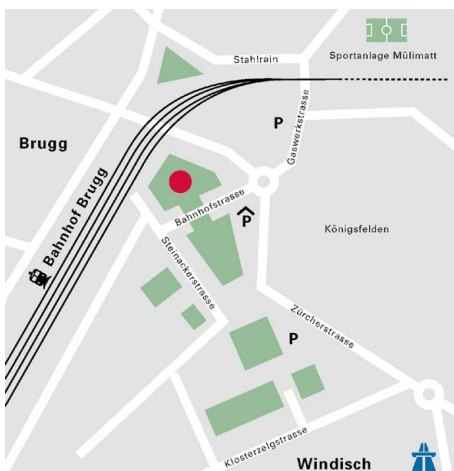 Stahlrain
Sportanlage Mülimatt
P
Gaswerkstrasse
Brugg
Bahnhof Brugg
Bahnhofstrasse
P
Königsfelden
Steinackerstrasse
P
Zürcherstrasse
Klosterzelgstrasse
Windisch